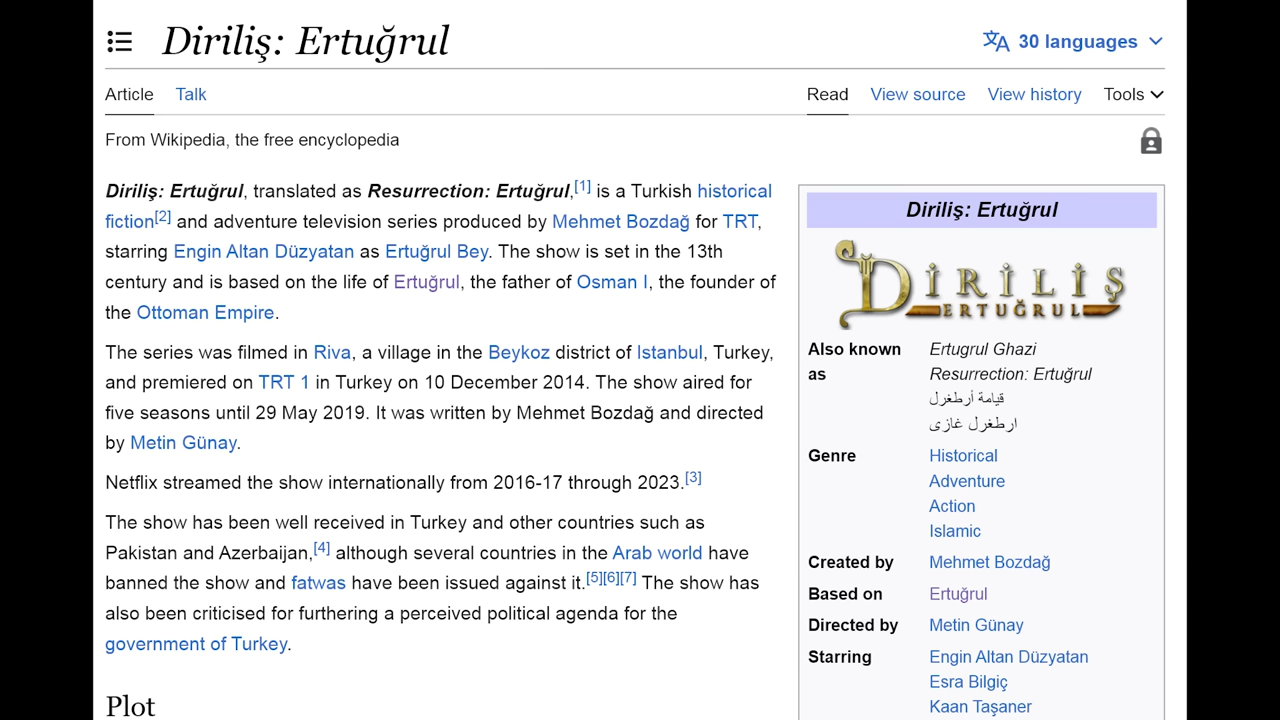 Diriliş: Ertuğrul
30 languages
Article Talk
Read View source View history Tools
From Wikipedia, the free encyclopedia
Diriliş: Ertuğrul, translated as Resurrection: Ertuğrul,[1] is a Turkish historical
fiction[2] and adventure television series produced by Mehmet Bozdağ for TRT,
starring Engin Altan Düzyatan as Ertuğrul Bey. The show is set in the 13th
century and is based on the life of Ertuğrul, the father of Osman I, the founder of
the Ottoman Empire.
The series was filmed in Riva, a village in the Beykoz district of Istanbul, Turkey,
and premiered on TRT 1 in Turkey on 10 December 2014. The show aired for
five seasons until 29 May 2019. It was written by Mehmet Bozdağ and directed
by Metin Günay.
Netflix streamed the show internationally from 2016-17 through 2023.[3]
The show has been well received in Turkey and other countries such as
Pakistan and Azerbaijan,[4] although several countries in the Arab world have
banned the show and fatwas have been issued against it.[5][6][7] The show has
also been criticised for furthering a perceived political agenda for the
government of Turkey.
Plot
Diriliş: Ertuğrul
DİRİLİŞ
ERTUĞRUL
Also known as
Ertugrul Ghazi
Resurrection: Ertuğrul
قيامة أرطغرل
ارطغرل غازی
Genre
Historical
Adventure
Action
Islamic
Created by Mehmet Bozdağ
Based on Ertuğrul
Directed by Metin Günay
Starring Engin Altan Düzyatan
Esra Bilgiç
Kaan Taşaner